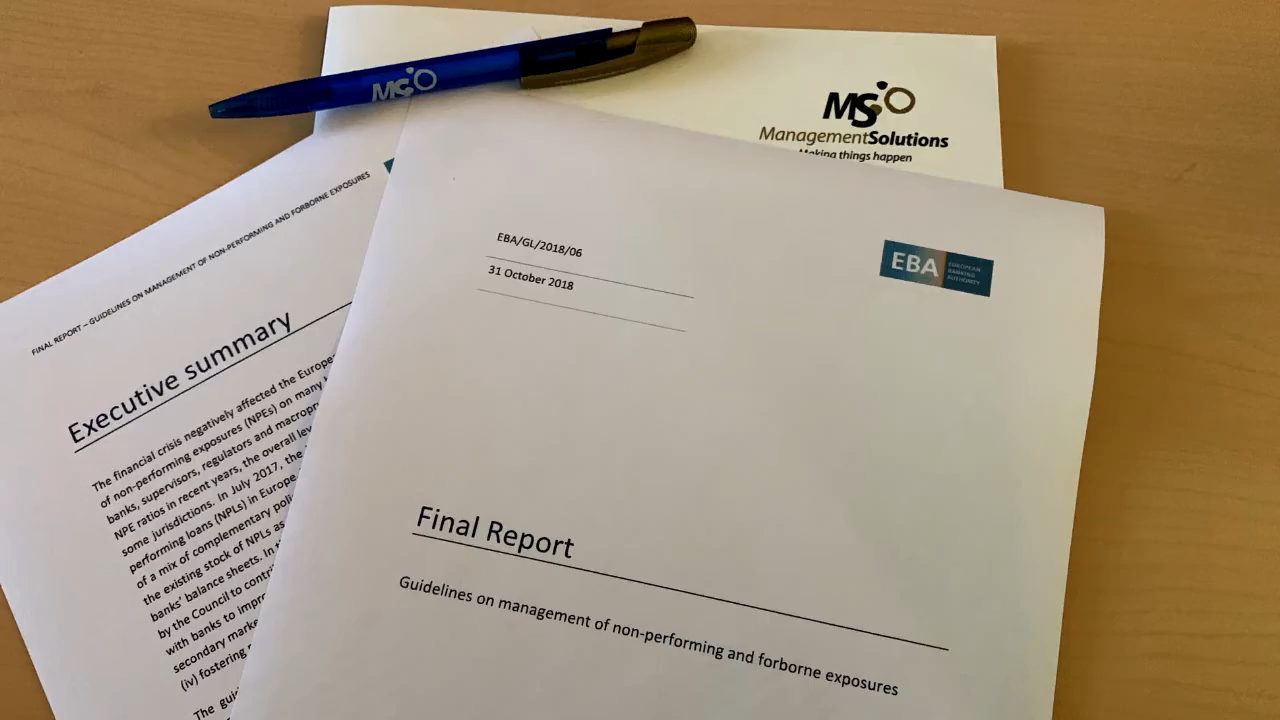 MS
MS
ManagementSolutions
Making things happen
EBA/GL/2018/06
31 October 2018
EBA EUROPEAN
BANKING
AUTHORITY
Final Report
Guidelines on management of non-performing and forborne exposures
FINAL REPORT – GUIDELINES ON MANAGEMENT OF NON-PERFORMING AND FORBORNE EXPOSURES
Executive summary
The financial crisis negatively affected the Europe
of non-performing exposures (NPEs) on many
banks, supervisors, regulators and macropr
NPE ratios in recent years, the overall lev
some jurisdictions. In July 2017, the
performing loans (NPLs) in Europe
of a mix of complementary poli
the existing stock of NPLs as
banks' balance sheets. In
by the Council to contri
with banks to impro
secondary marke
(iv) fostering
The gui